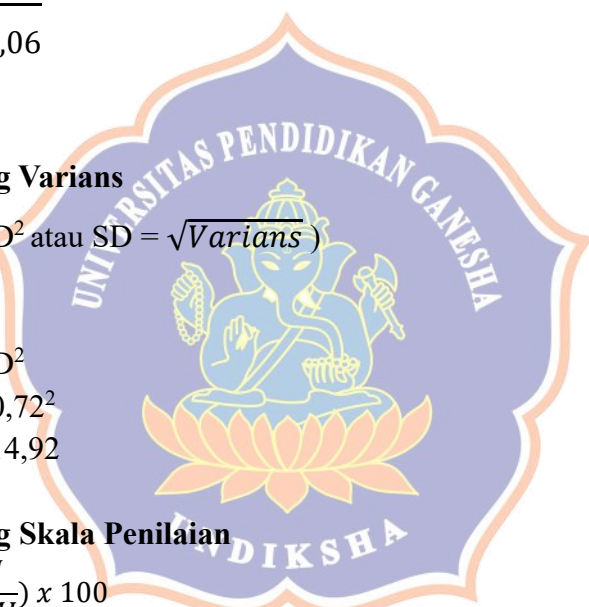 ,06
g Varians
D² atau SD = √Varians )
D²
0,72²
4,92
g Skala Penilaian
) x 100
UNIVERSITAS PENDIDIKAN GANESHA
UNDIKSHA